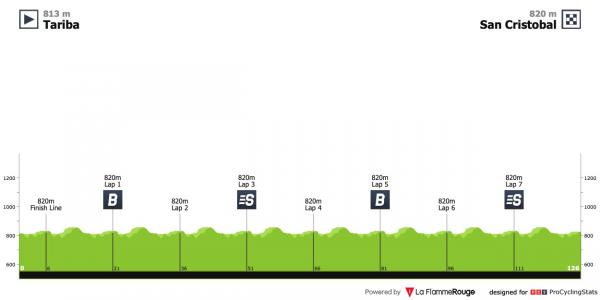 813 m
Tariba
820 m
San Cristobal
820m
Finish Line
820m
Lap 1
B
820m
Lap 2
820m
Lap 3
S
820m
Lap 4
820m
Lap 5
B
820m
Lap 6
820m
Lap 7
S
1200
1000
800
600
1200
1000
800
600
0
6
21
36
51
66
81
96
111
Powered by La FlammeRouge
designed for PCS ProCyclingStats